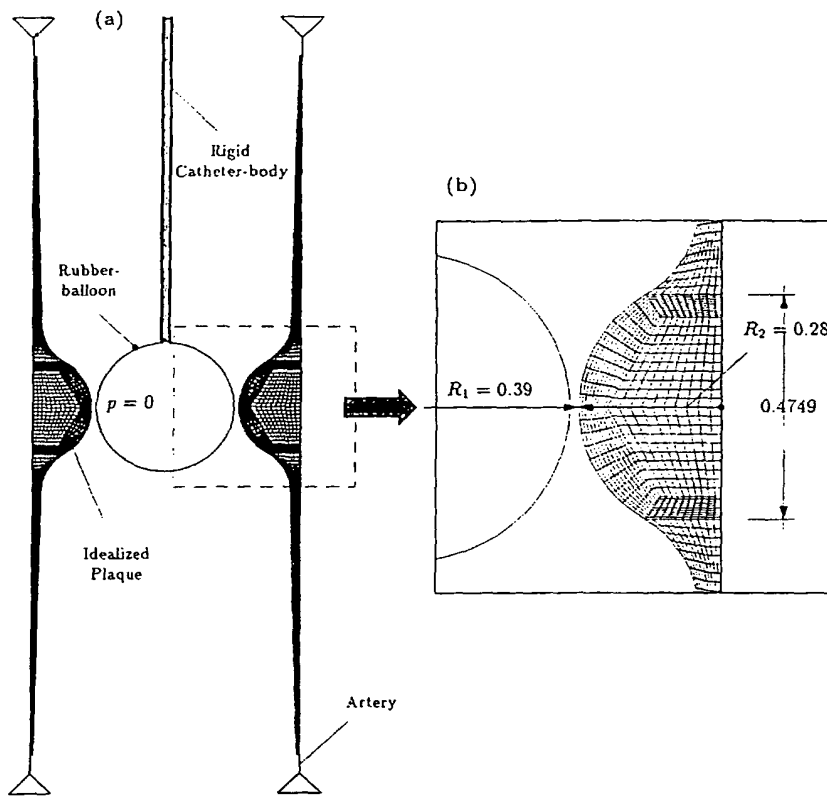 (a)
Rigid
Catheter-body
Rubber-
balloon
p = 0
Idealized
Plaque
Artery
(b)
R₁ = 0.39
R₂ = 0.28
0.4749